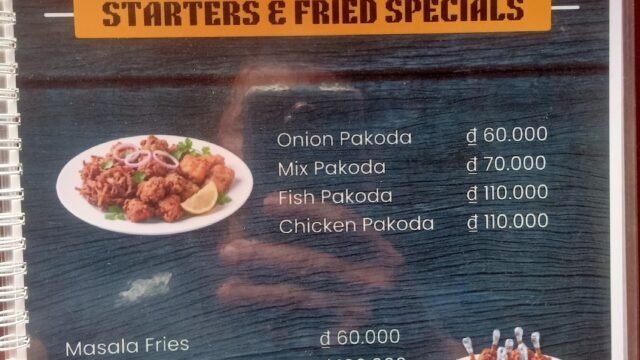 STARTERS & FRIED SPECIALS
Onion Pakoda ₫ 60.000
Mix Pakoda ₫ 70.000
Fish Pakoda ₫ 110.000
Chicken Pakoda ₫ 110.000
Masala Fries ₫ 60.000